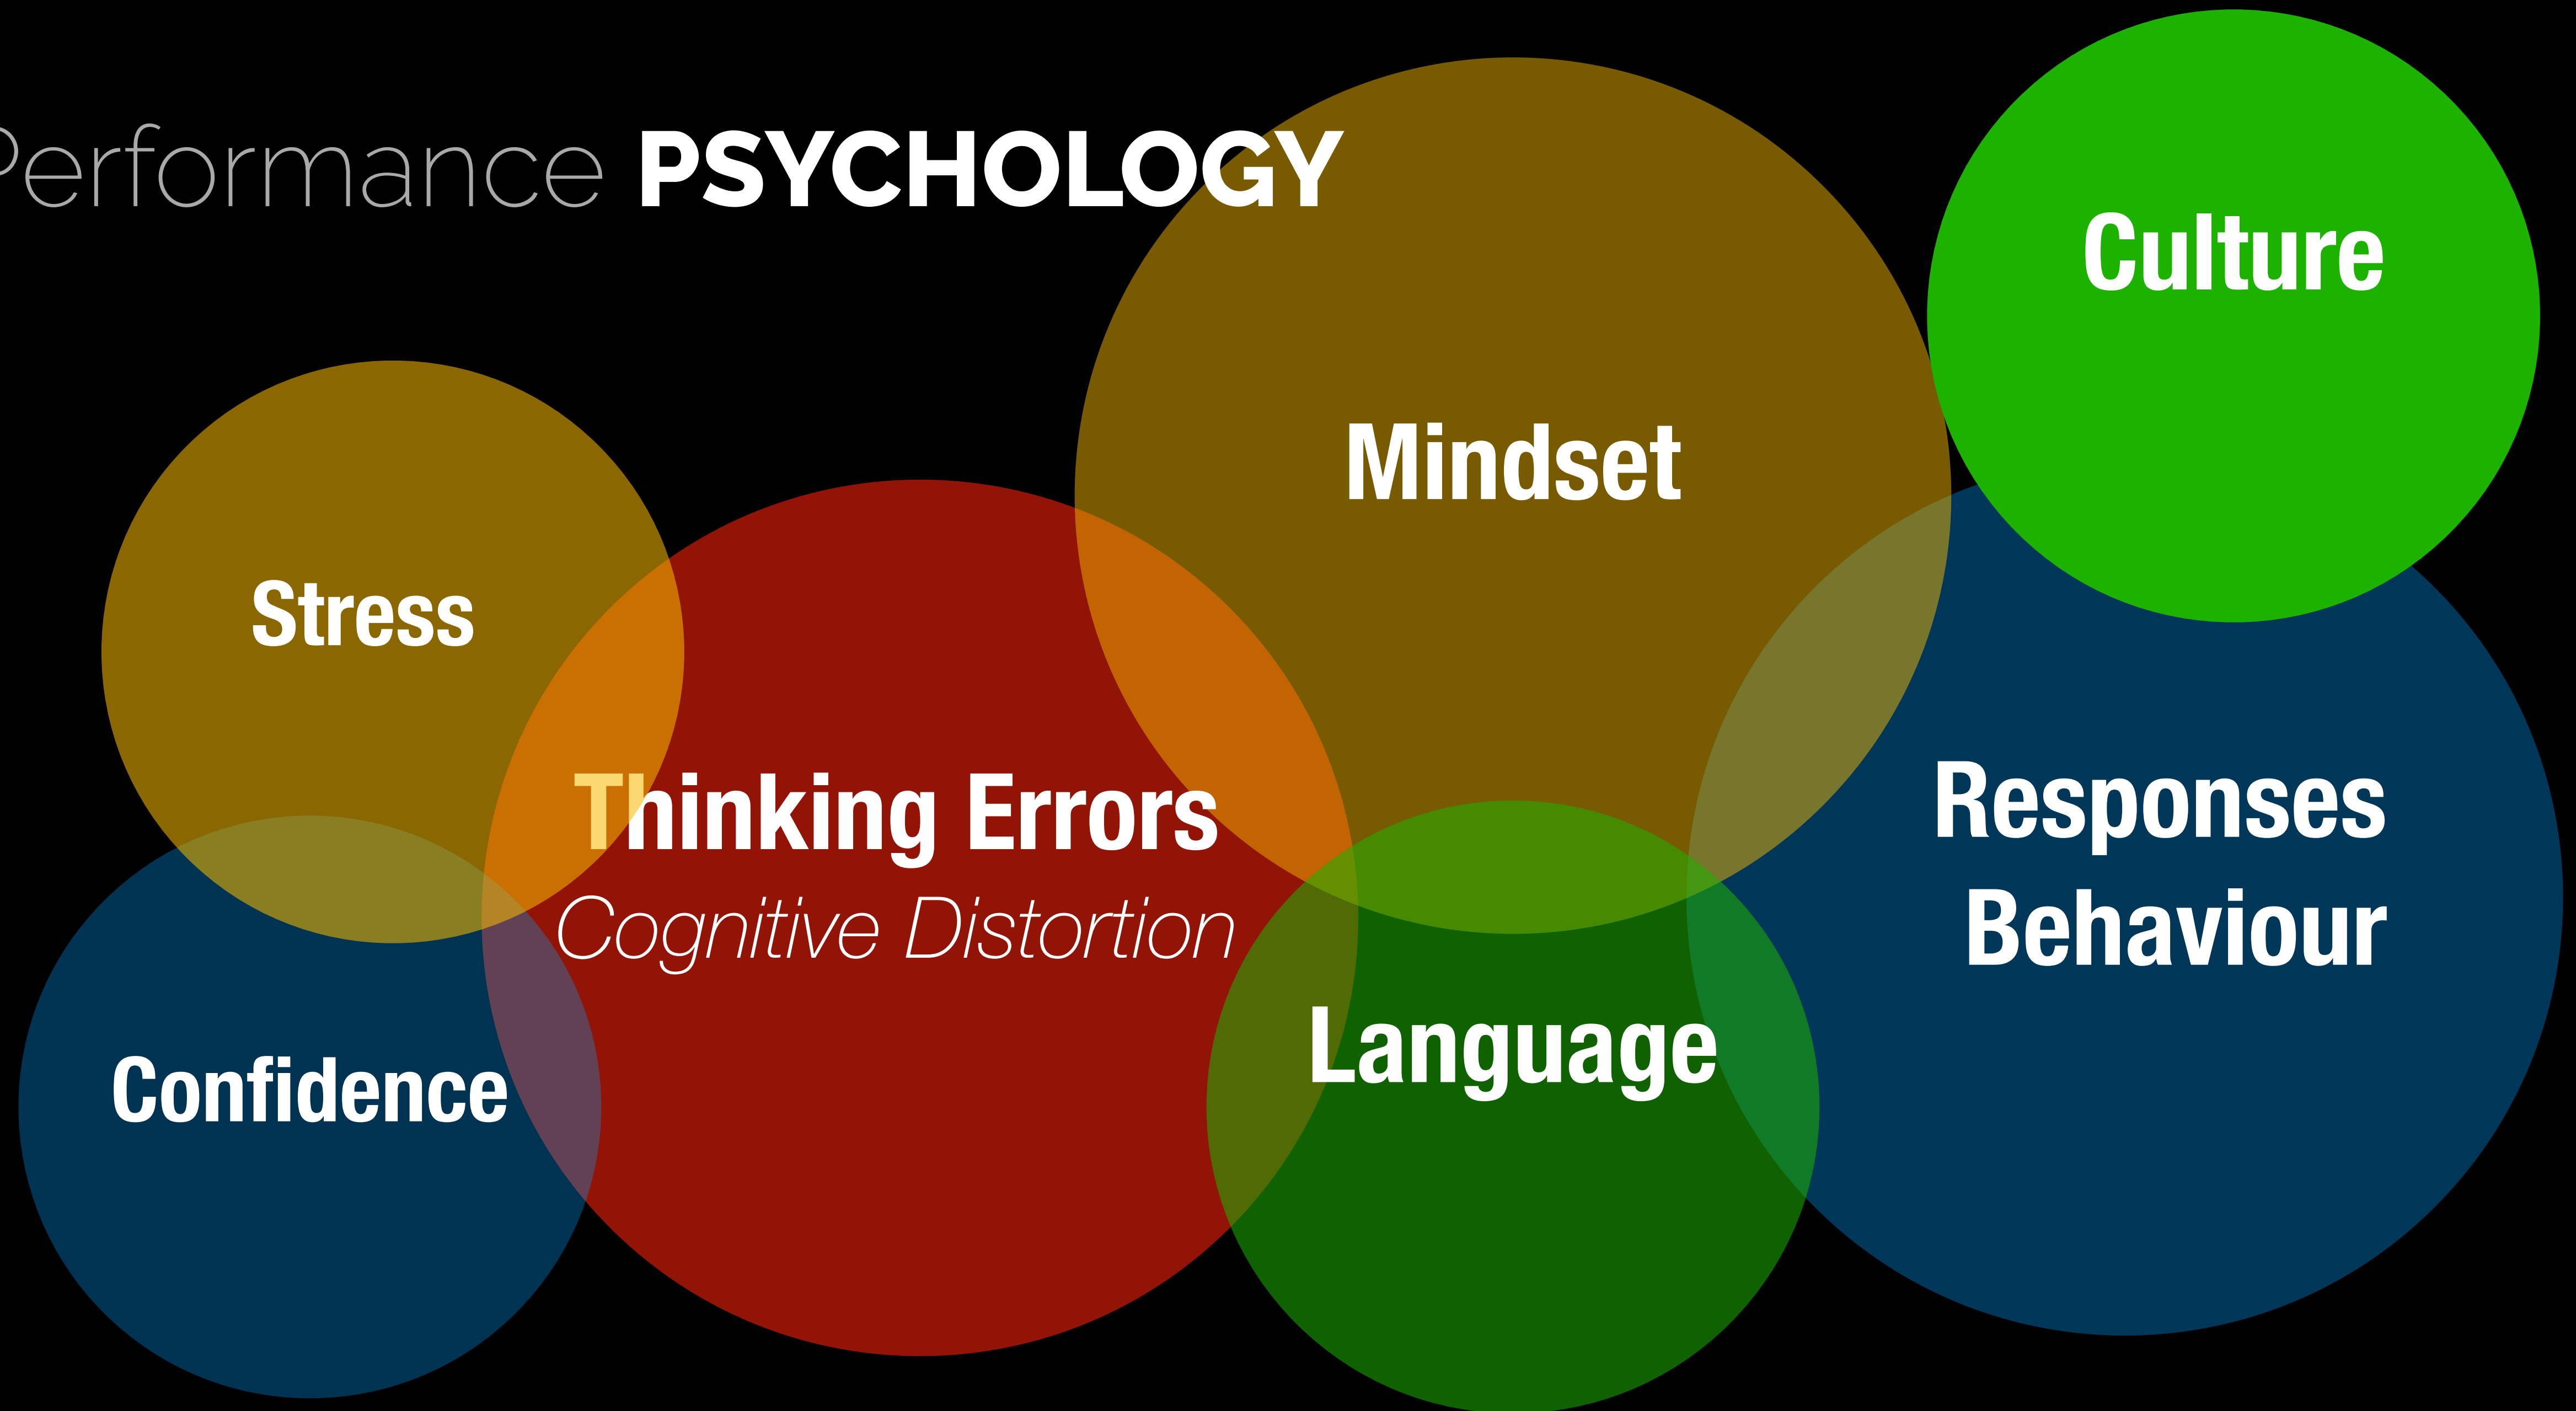 Performance PSYCHOLOGY
Culture
Mindset
Stress
Thinking Errors
Cognitive Distortion
Responses
Behaviour
Language
Confidence